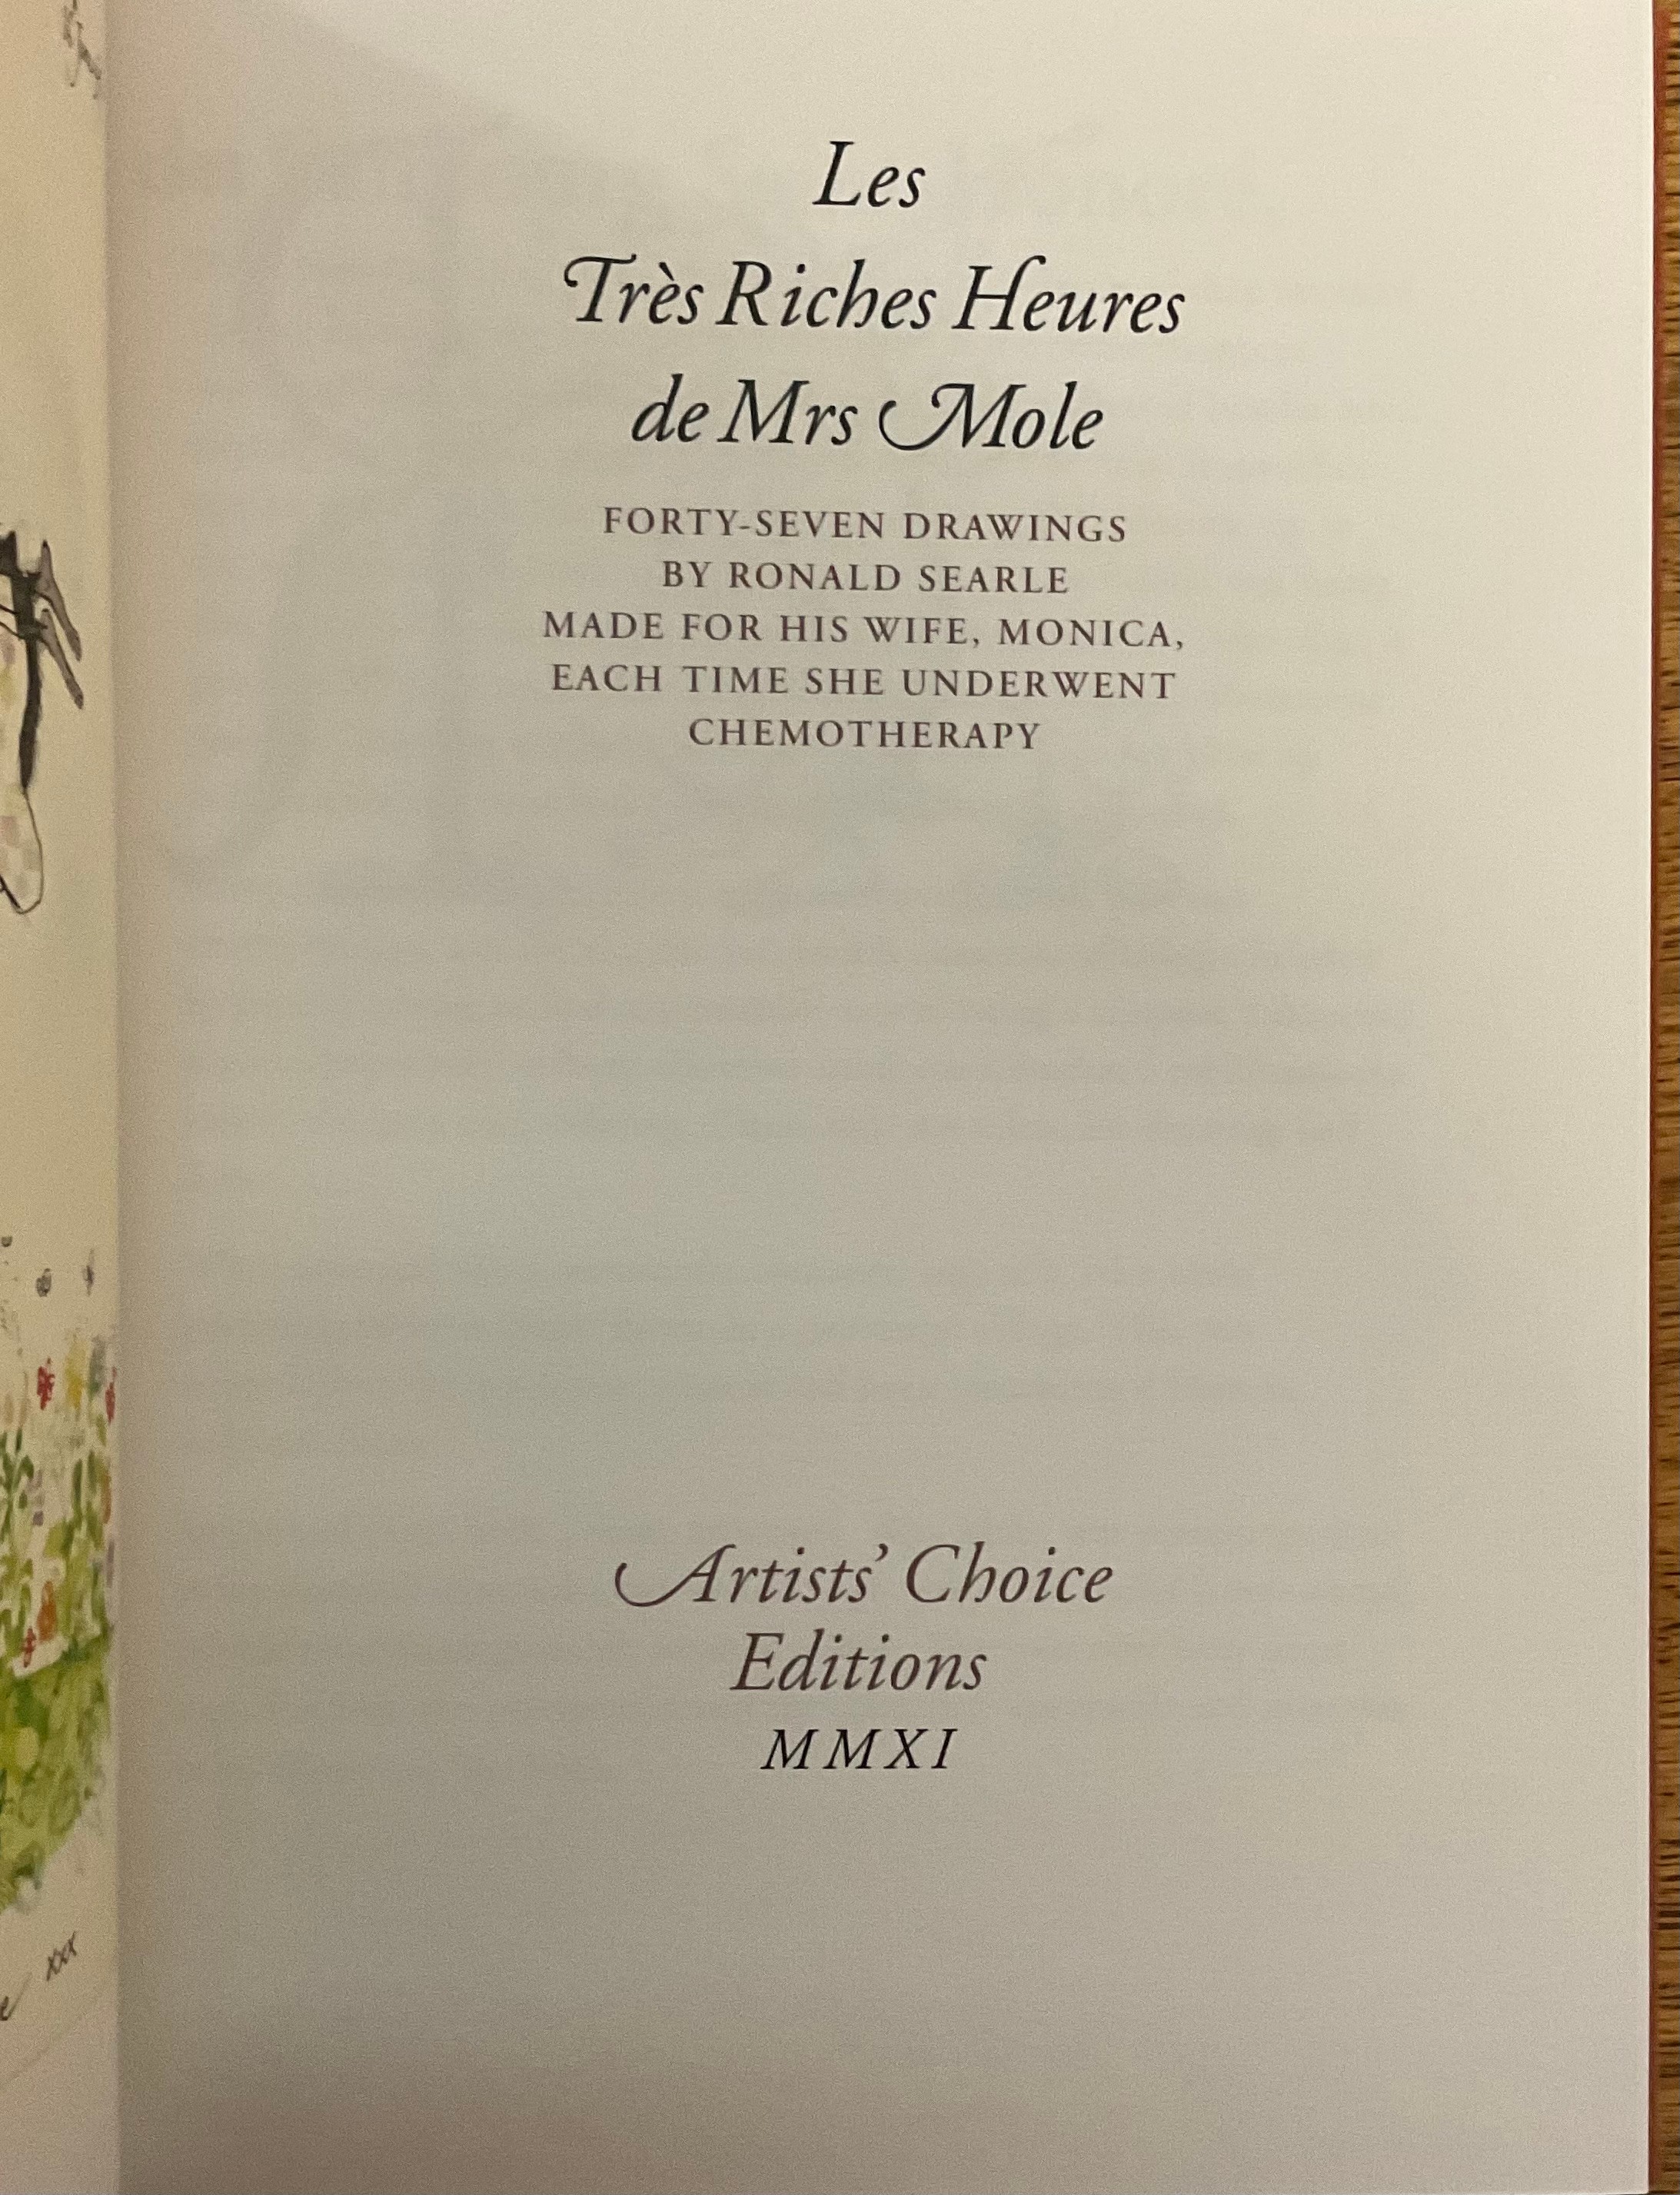 Les
Très Riches Heures
de Mrs Mole
FORTY-SEVEN DRAWINGS
BY RONALD SEARLE
MADE FOR HIS WIFE, MONICA,
EACH TIME SHE UNDERWENT
CHEMOTHERAPY
Artists’ Choice
Editions
MMXI
xxx